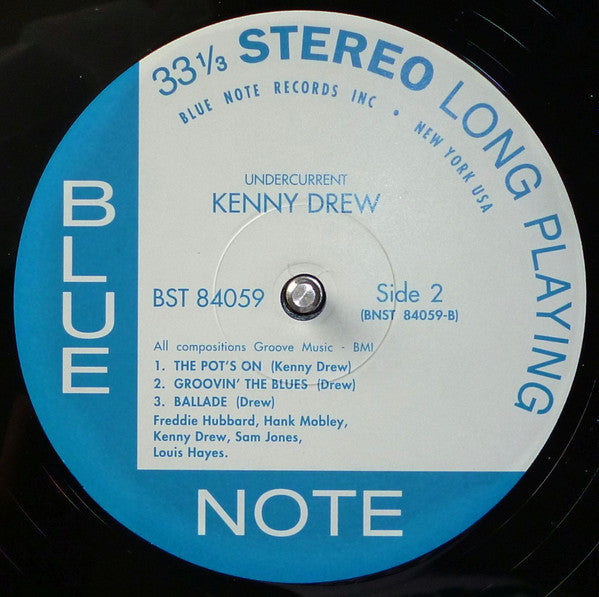 33⅓ STEREO LONG PLAYING
BLUE NOTE RECORDS INC • NEW YORK USA
UNDERCURRENT
KENNY DREW
BST 84059
Side 2
(BNST 84059-B)
All compositions Groove Music - BMI
1. THE POT'S ON (Kenny Drew)
2. GROOVIN' THE BLUES (Drew)
3. BALLADE (Drew)
Freddie Hubbard, Hank Mobley,
Kenny Drew, Sam Jones,
Louis Hayes.
BLUE
NOTE